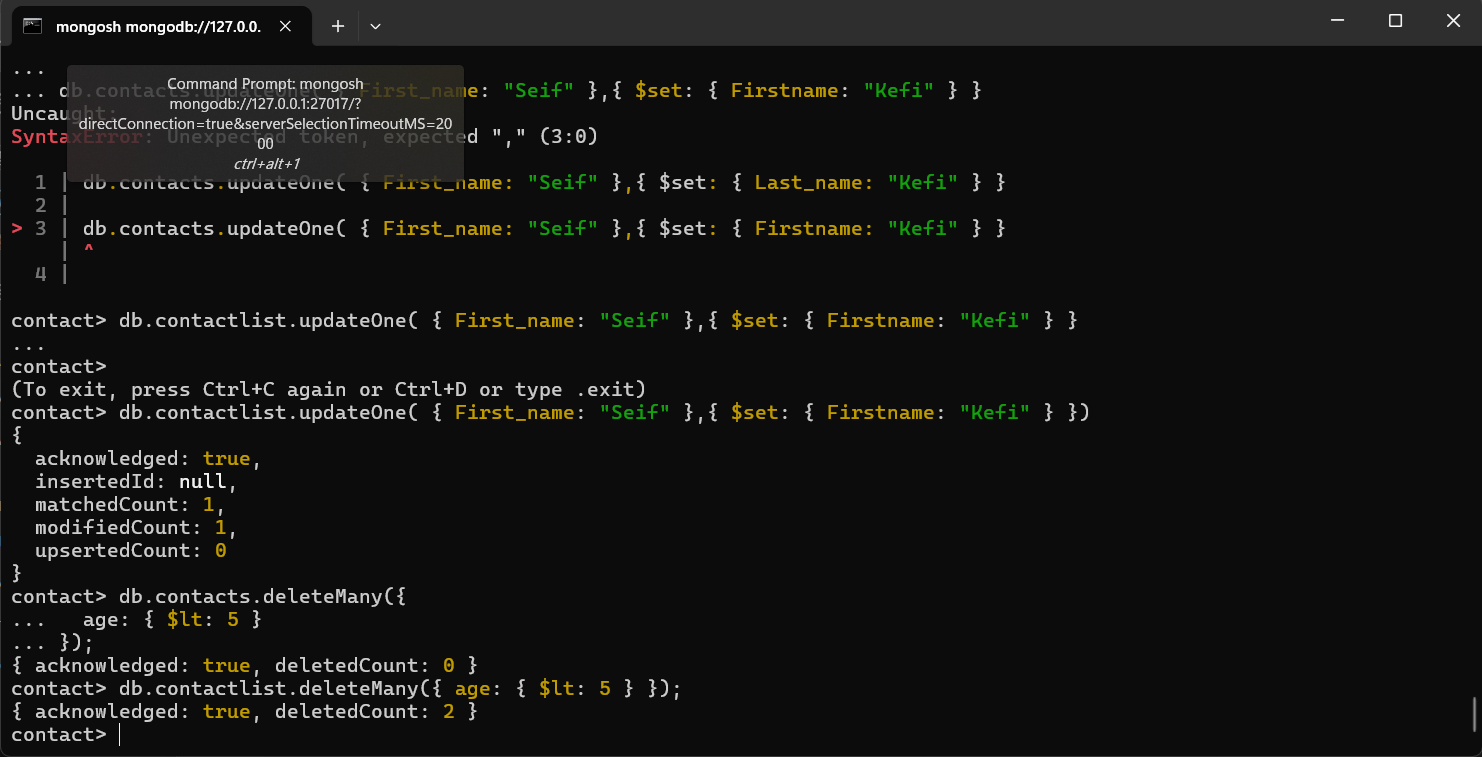 mongosh mongodb://127.0.0.
...
... db.contacts.updateOne( { First_name: "Seif" },{ $set: { Firstname: "Kefi" } }
Command Prompt: mongosh
mongodb://127.0.0.1:27017/?
directConnection=true&serverSelectionTimeoutMS=20
00
ctrl+alt+1
Uncaught:
SyntaxError: Unexpected token, expected "," (3:0)
1 | db.contacts.updateOne( { First_name: "Seif" },{ $set: { Last_name: "Kefi" } }
2 |
> 3 | db.contacts.updateOne( { First_name: "Seif" },{ $set: { Firstname: "Kefi" } }
| ^
4 |
contact> db.contactlist.updateOne( { First_name: "Seif" },{ $set: { Firstname: "Kefi" } }
...
contact>
(To exit, press Ctrl+C again or Ctrl+D or type .exit)
contact> db.contactlist.updateOne( { First_name: "Seif" },{ $set: { Firstname: "Kefi" } })
{
acknowledged: true,
insertedId: null,
matchedCount: 1,
modifiedCount: 1,
upsertedCount: 0
}
contact> db.contacts.deleteMany({
... age: { $lt: 5 }
... });
{ acknowledged: true, deletedCount: 0 }
contact> db.contactlist.deleteMany({ age: { $lt: 5 } });
{ acknowledged: true, deletedCount: 2 }
contact>